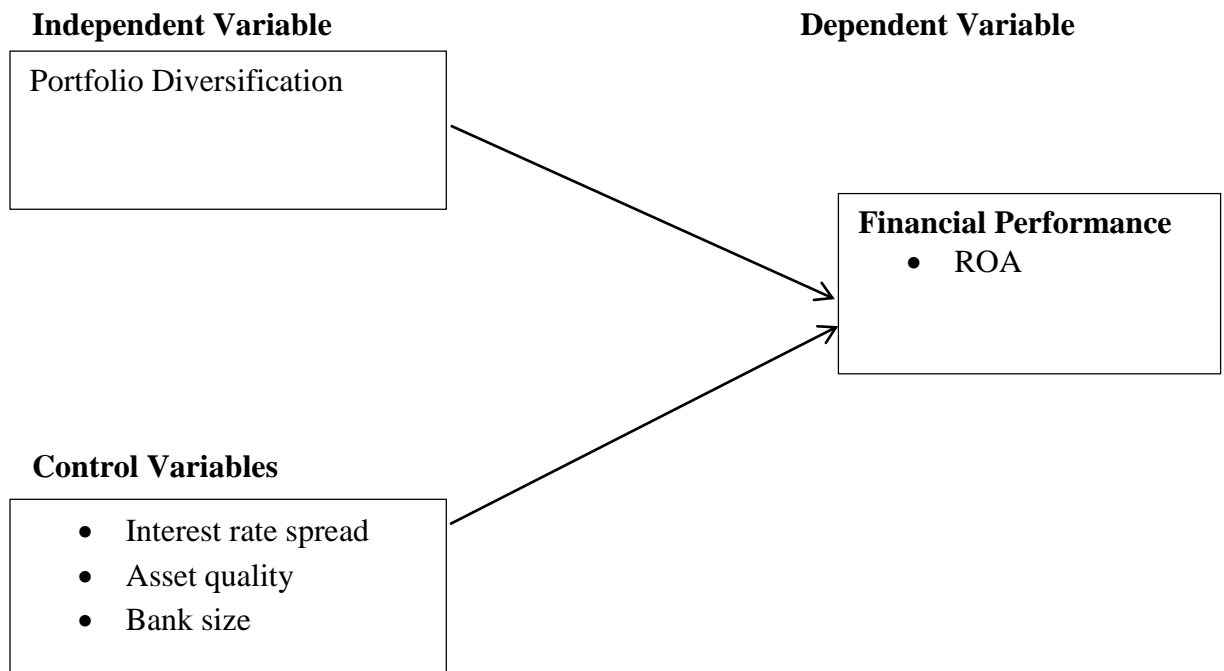 Independent Variable
Dependent Variable
Portfolio Diversification
Financial Performance
• ROA
Control Variables
• Interest rate spread
• Asset quality
• Bank size